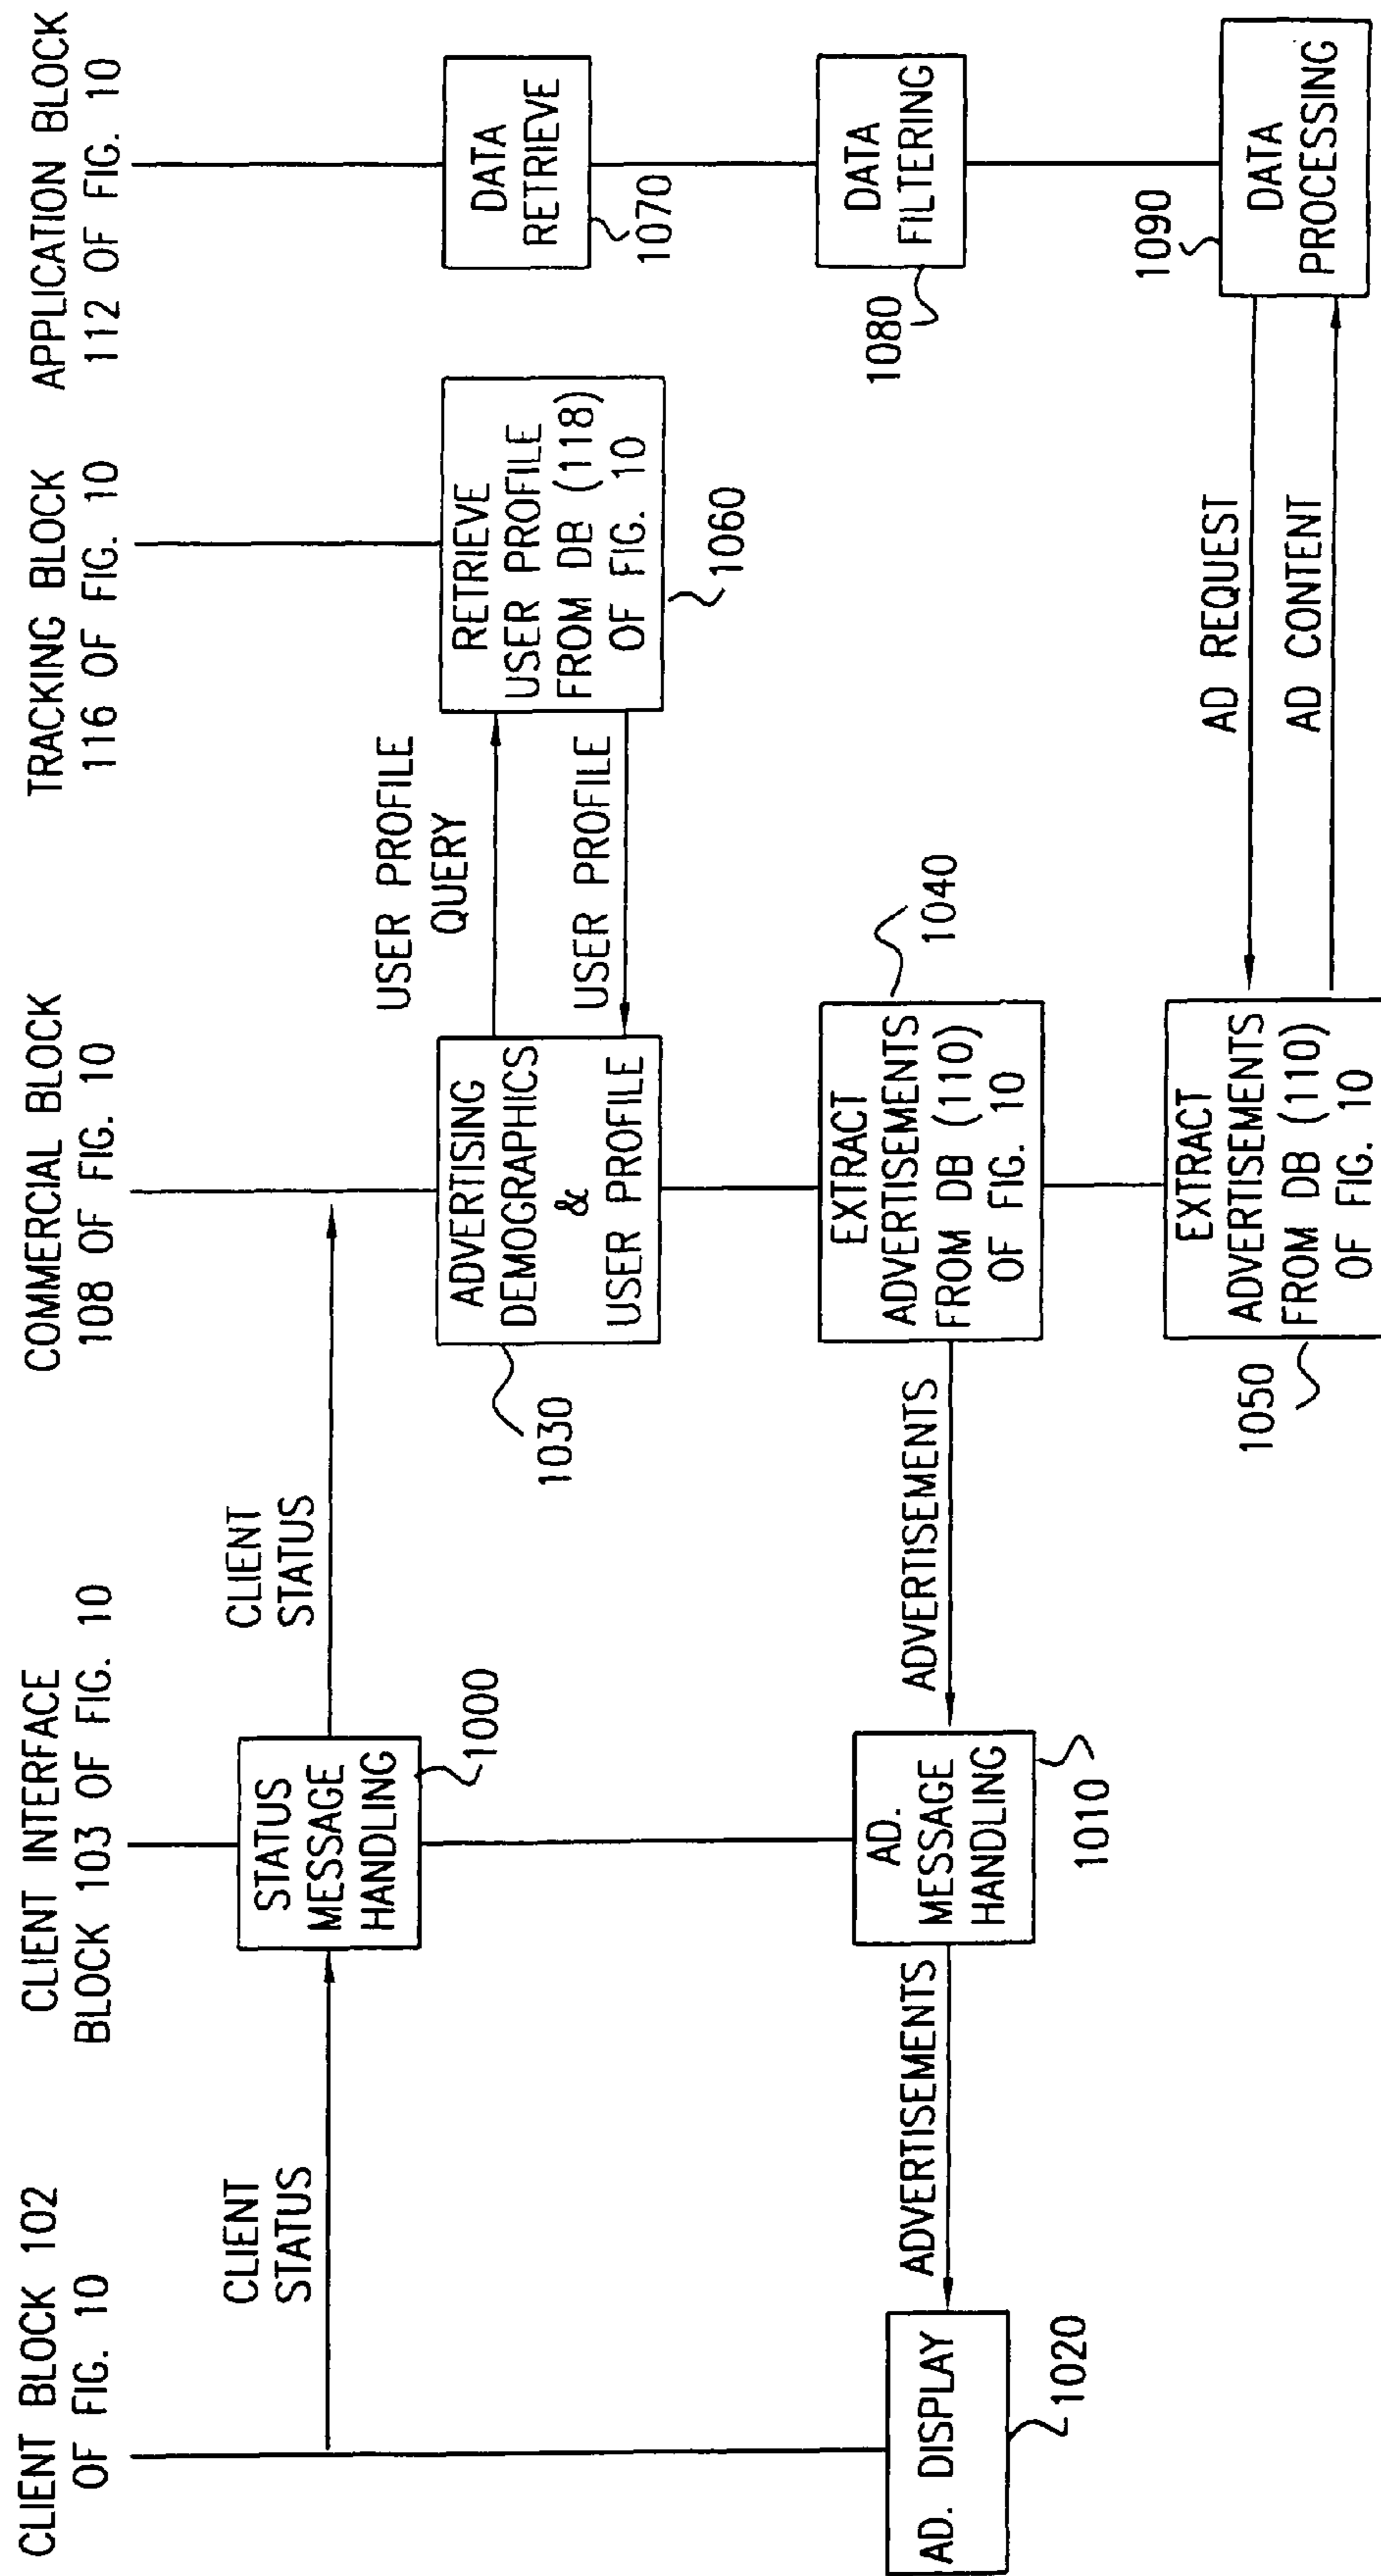 CLIENT BLOCK 102
OF FIG. 10
CLIENT INTERFACE
BLOCK 103 OF FIG. 10
COMMERCIAL BLOCK
108 OF FIG. 10
TRACKING BLOCK
116 OF FIG. 10
APPLICATION BLOCK
112 OF FIG. 10
CLIENT
STATUS
STATUS
MESSAGE
HANDLING
1000
CLIENT
STATUS
ADVERTISING
DEMOGRAPHICS
&
USER PROFILE
1030
USER PROFILE
QUERY
USER PROFILE
RETRIEVE
USER PROFILE
FROM DB (118)
OF FIG. 10
1060
DATA
RETRIEVE
1070
AD. DISPLAY
1020
ADVERTISEMENTS
AD.
MESSAGE
HANDLING
1010
ADVERTISEMENTS
EXTRACT
ADVERTISEMENTS
FROM DB (110)
OF FIG. 10
1040
DATA
FILTERING
1080
EXTRACT
ADVERTISEMENTS
FROM DB (110)
OF FIG. 10
1050
AD REQUEST
AD CONTENT
DATA
PROCESSING
1090